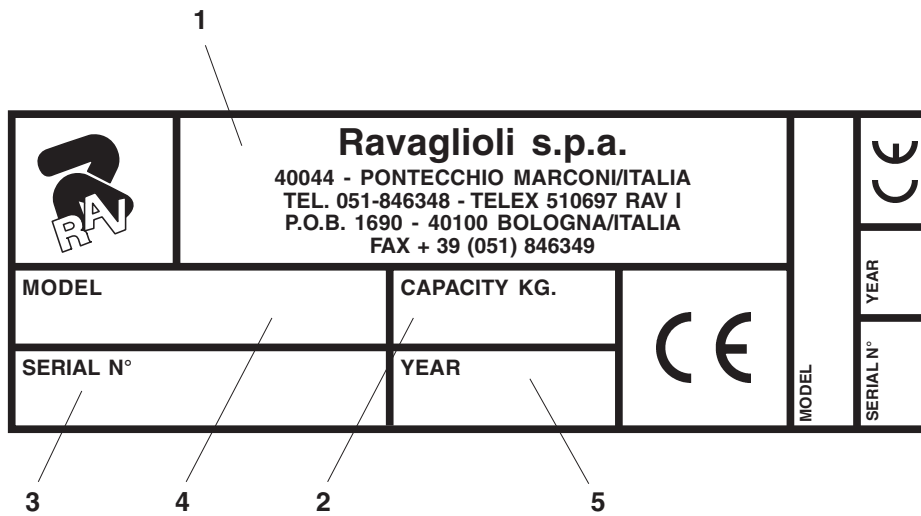 1
Ravaglioli s.p.a.
40044 - PONTECCHIO MARCONI/ITALIA
TEL. 051-846348 - TELEX 510697 RAV I
P.O.B. 1690 - 40100 BOLOGNA/ITALIA
FAX + 39 (051) 846349
RAV
MODEL
CAPACITY KG.
SERIAL N°
YEAR
CE
MODEL
CE
YEAR
SERIAL N°
3
4
2
5